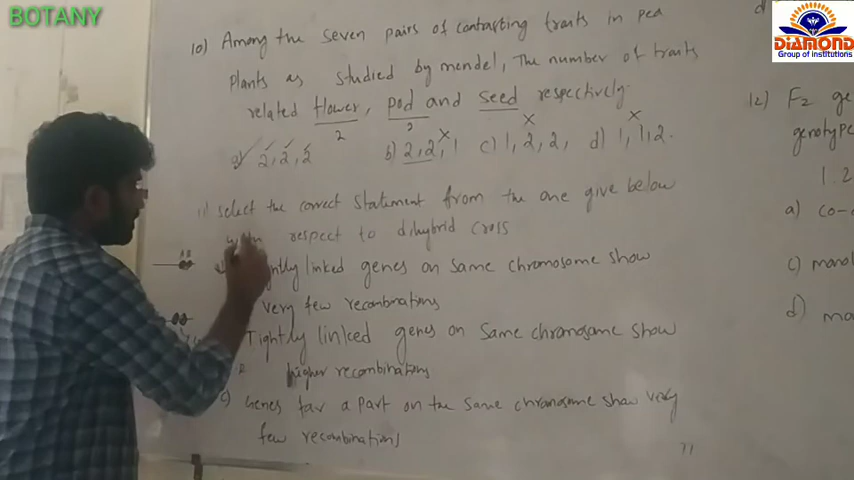 BOTANY
DIAMOND
Group of Institutions
10) Among the seven pairs of contrasting traits in pea
Plants as studied by mendel, The number of traits
related flower, pod and seed respectively.
2 2
a) 2, 2, 2 b) 2, 2, 1 c) 1, 2, 2, d) 1, 1, 2.
11) select the correct statement from the one give below
with respect to dihybrid cross
linked genes on same chromosome show
very few recombinations
Tightly linked genes on same chromosome show
higher recombinations
c) Genes far a part on the same chromosome show very
few recombinations
12) F2 ge
genotype
1.2
a) co-
c) mono
d) mo